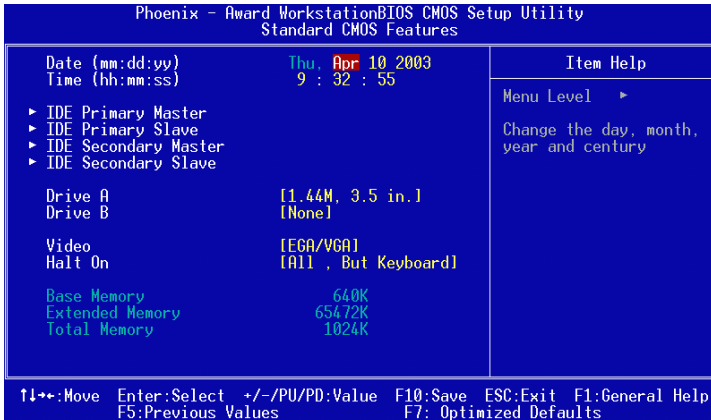 Phoenix - Award WorkstationBIOS CMOS Setup Utility
Standard CMOS Features
Date (mm:dd:yy) Thu, Apr 10 2003
Time (hh:mm:ss) 9 : 32 : 55
► IDE Primary Master
► IDE Primary Slave
► IDE Secondary Master
► IDE Secondary Slave
Drive A [1.44M, 3.5 in.]
Drive B [None]
Video [EGA/VGA]
Halt On [All , But Keyboard]
Base Memory 640K
Extended Memory 65472K
Total Memory 1024K
Item Help
Menu Level ►
Change the day, month,
year and century
↑↓→←:Move Enter:Select +/-/PU/PD:Value F10:Save ESC:Exit F1:General Help
F5:Previous Values F7: Optimized Defaults